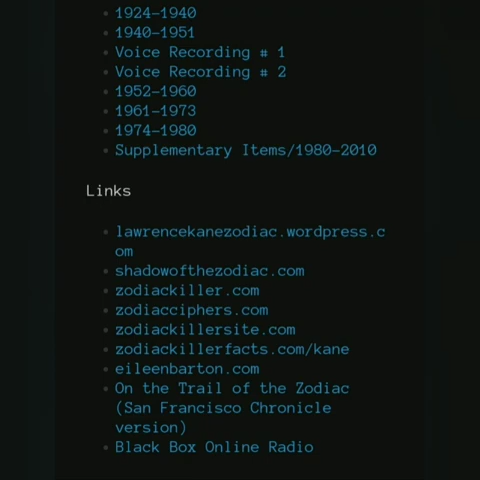 1924-1940
1940-1951
Voice Recording # 1
Voice Recording # 2
1952-1960
1961-1973
1974-1980
Supplementary Items/1980-2010
Links
lawrencekanezodiac.wordpress.c
om
shadowofthezodiac.com
zodiackiller.com
zodiacciphers.com
zodiackillersite.com
zodiackillerfacts.com/kane
eileenbarton.com
On the Trail of the Zodiac
(San Francisco Chronicle
version)
Black Box Online Radio